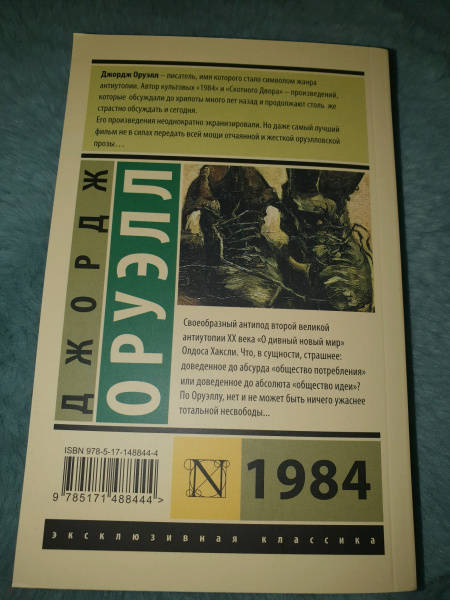 Джордж Оруэлл – писатель, имя которого стало символом жанра
антиутопии. Автор культовых «1984» и «Скотного Двора» – произведений,
которые обсуждали до хрипоты много лет назад и продолжают столь же
страстно обсуждать и сегодня.
Его произведения неоднократно экранизировали. Но даже самый лучший
фильм не в силах передать всей мощи отчаянной и жесткой оруэлловской
прозы…
ДЖОРДЖ
ОРУЭЛЛ
Своеобразный антипод второй великой
антиутопии XX века «О дивный новый мир»
Олдоса Хаксли. Что, в сущности, страшнее:
доведенное до абсурда «общество потребления»
или доведенное до абсолюта «общество идеи»?
По Оруэллу, нет и не может быть ничего ужаснее
тотальной несвободы...
ISBN 978-5-17-148844-4
9 785171 488444 >
N
1984
эксклюзивная классика